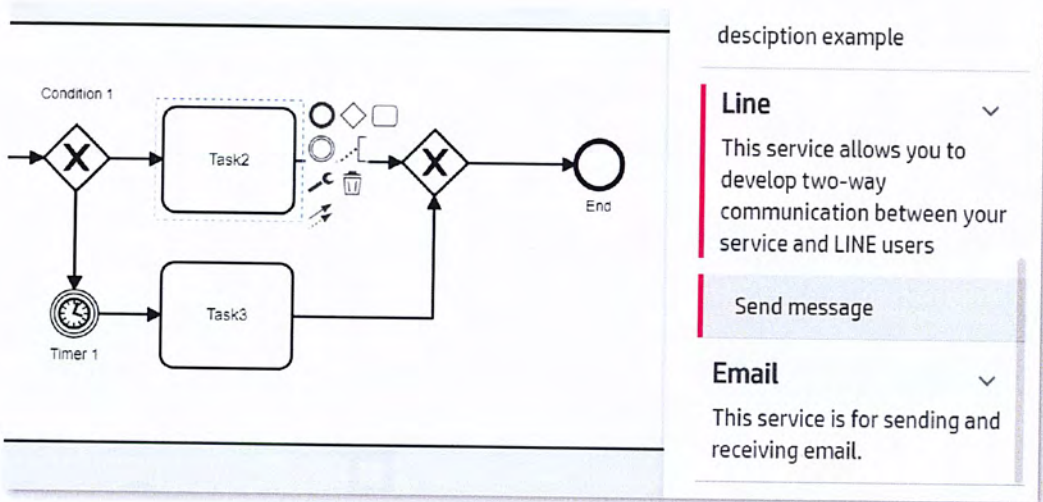 Condition 1
Task2
End
Timer 1
Task3
desciption example
Line
This service allows you to
develop two-way
communication between your
service and LINE users
Send message
Email
This service is for sending and
receiving email.